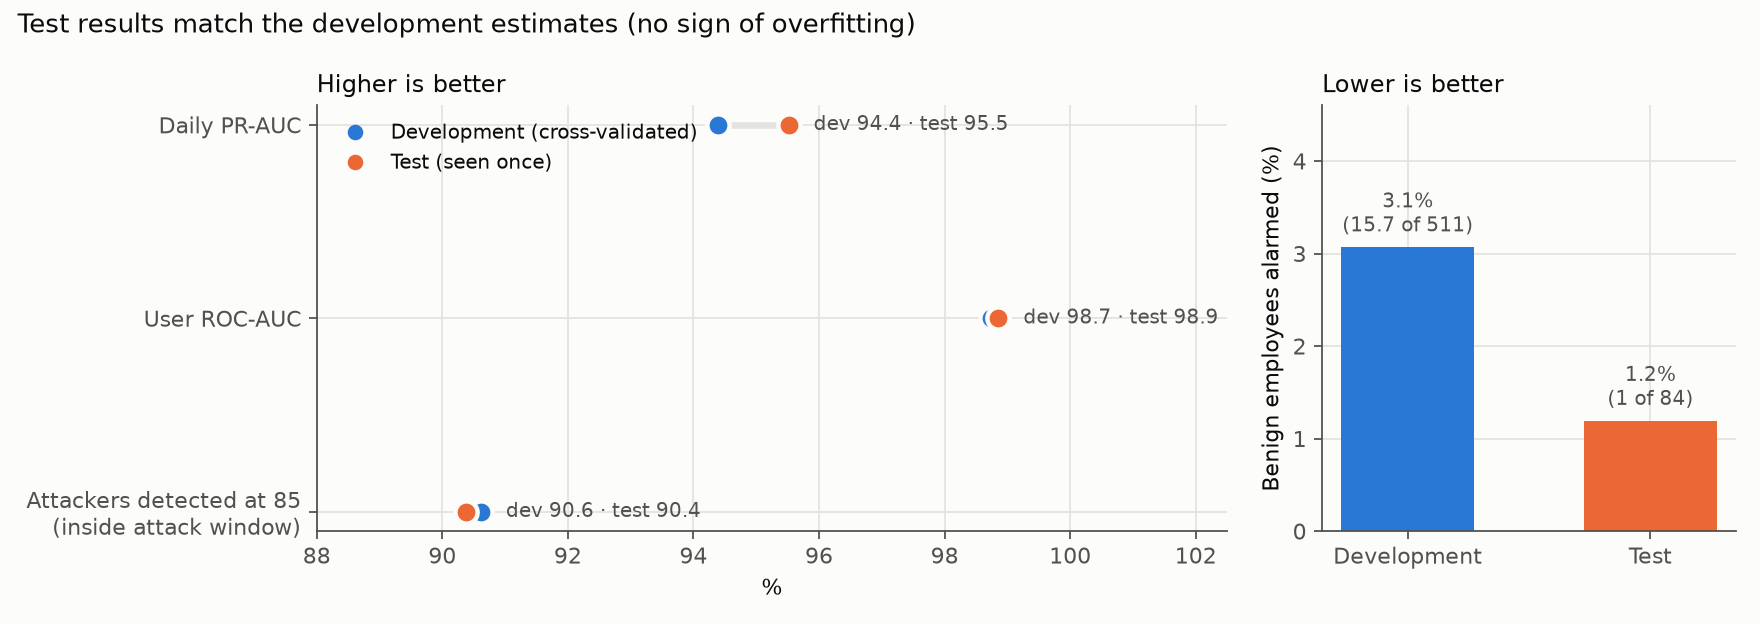 Test results match the development estimates (no sign of overfitting)
Higher is better
Daily PR-AUC
Development (cross-validated)
Test (seen once)
dev 94.4 · test 95.5
User ROC-AUC
dev 98.7 · test 98.9
Attackers detected at 85
(inside attack window)
dev 90.6 · test 90.4
88 90 92 94 96 98 100 102
%
Lower is better
Benign employees alarmed (%)
4
3
2
1
0
3.1%
(15.7 of 511)
1.2%
(1 of 84)
Development Test